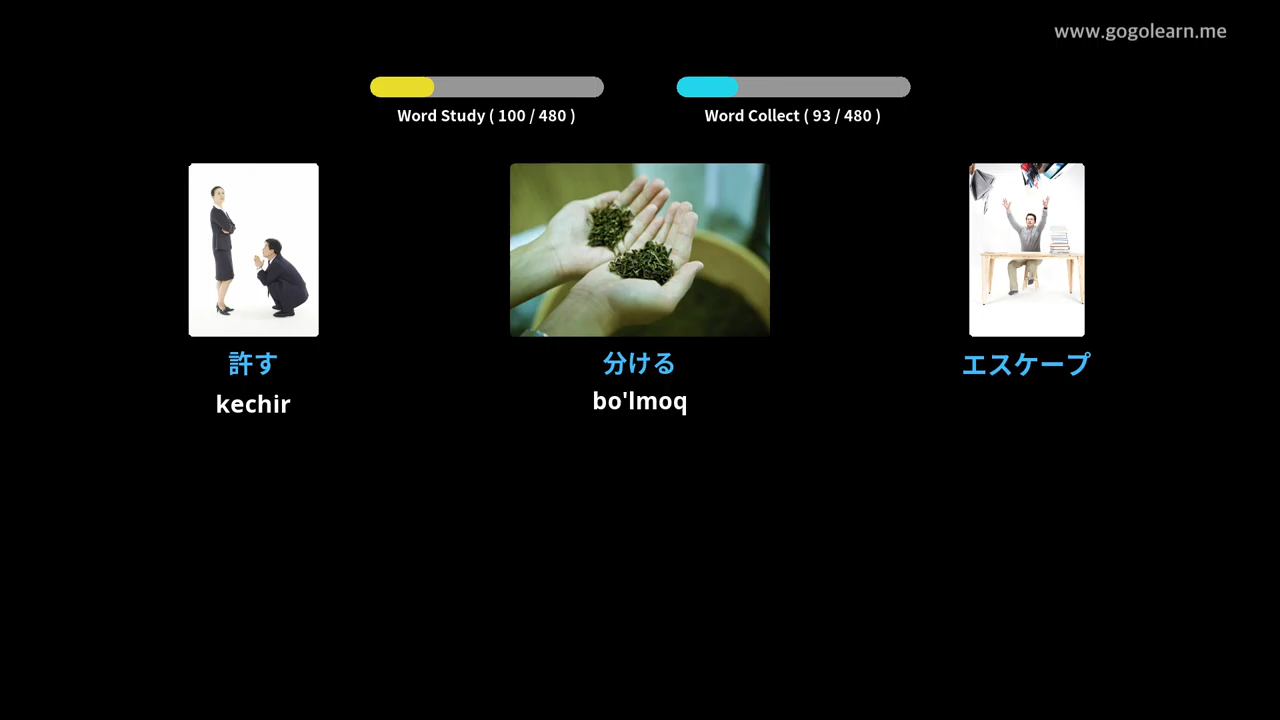 www.gogolearn.me
Word Study ( 100 / 480 )
Word Collect ( 93 / 480 )
許す
分ける
エスケープ
kechir
bo'lmoq